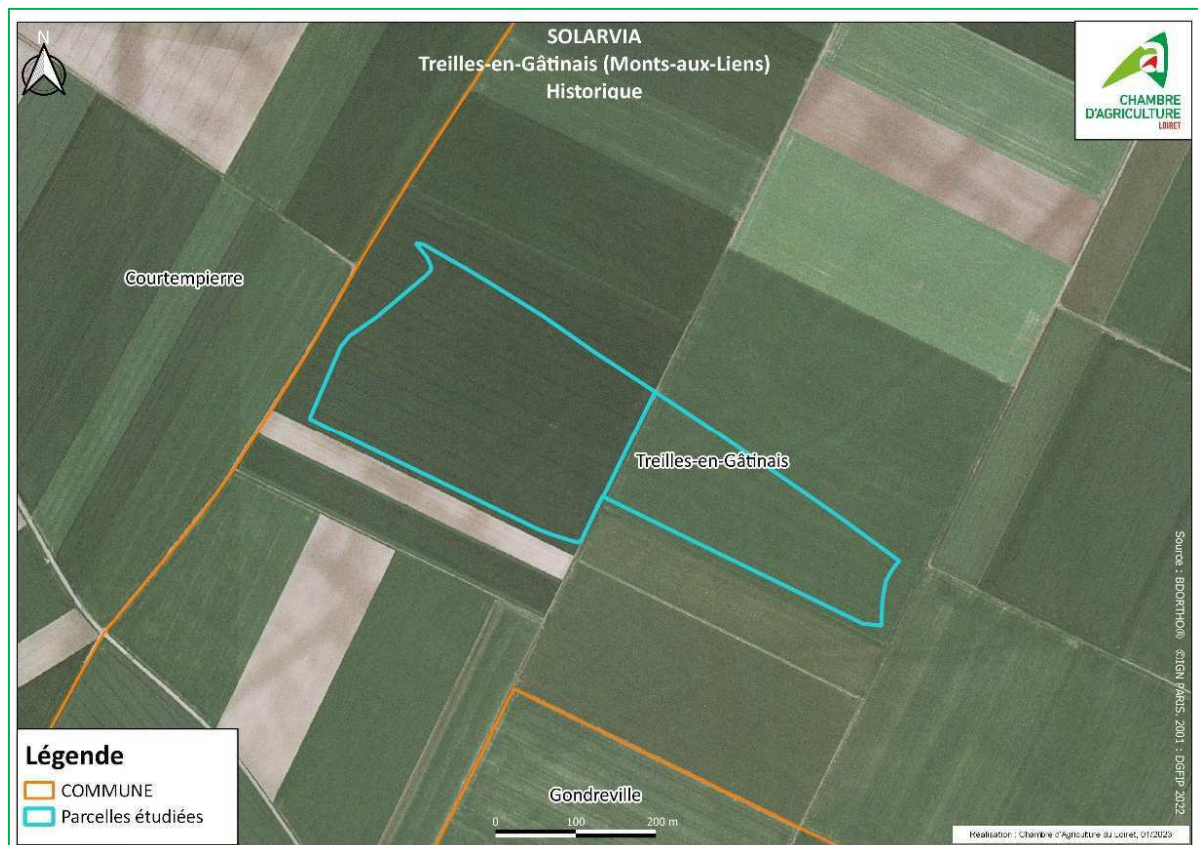 N
SOLARVIA
Treilles-en-Gâtinais (Monts-aux-Liens)
Historique
CHAMBRE
D'AGRICULTURE
LOIRET
Courtempierre
Treilles-en-Gâtinais
Gondreville
Légende
COMMUNE
Parcelles étudiées
0 100 200 m
Source : BDORTHO® ©IGN PARIS, 2001 ; DGFIP 2022
Réalisation : Chambre d'Agriculture du Loiret, 01/2023